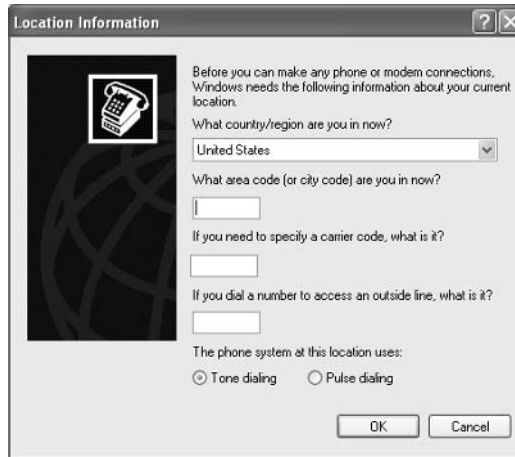 Location Information
Before you can make any phone or modem connections,
Windows needs the following information about your current
location.
What country/region are you in now?
United States
What area code (or city code) are you in now?
If you need to specify a carrier code, what is it?
If you dial a number to access an outside line, what is it?
The phone system at this location uses:
Tone dialing Pulse dialing
OK Cancel